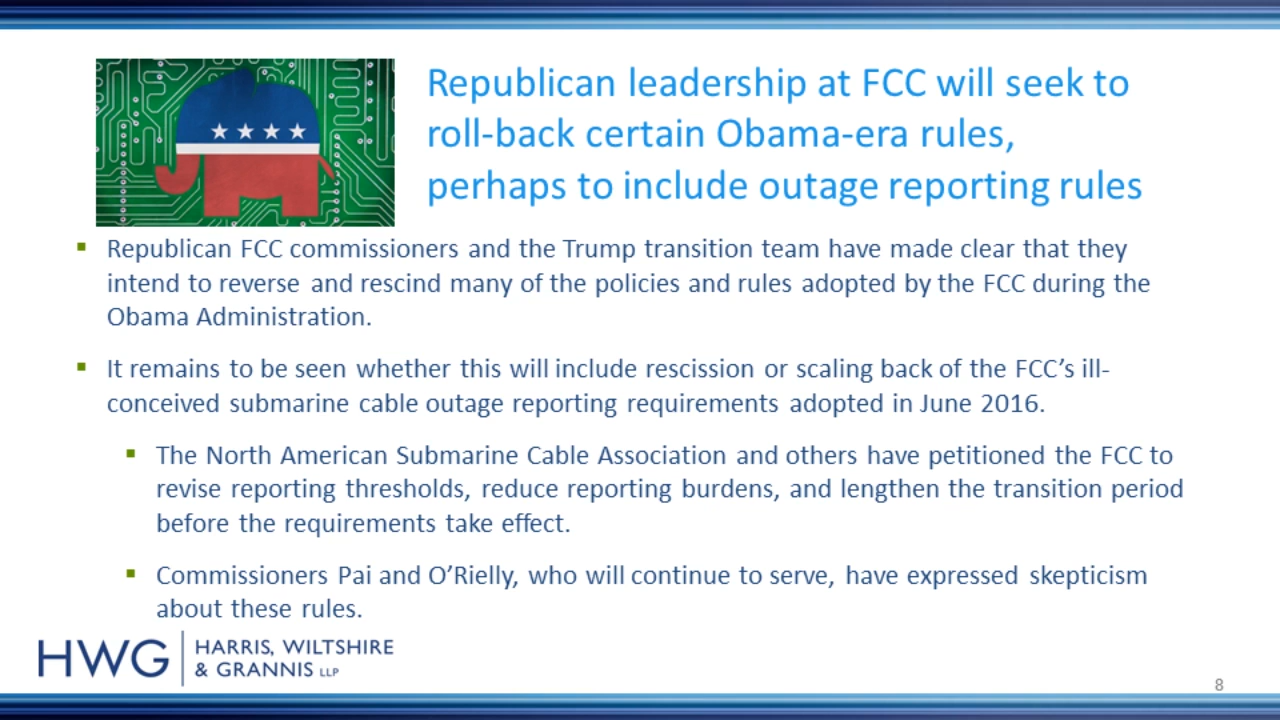 Republican leadership at FCC will seek to
roll-back certain Obama-era rules,
perhaps to include outage reporting rules
Republican FCC commissioners and the Trump transition team have made clear that they
intend to reverse and rescind many of the policies and rules adopted by the FCC during the
Obama Administration.
It remains to be seen whether this will include rescission or scaling back of the FCC’s ill-
conceived submarine cable outage reporting requirements adopted in June 2016.
The North American Submarine Cable Association and others have petitioned the FCC to
revise reporting thresholds, reduce reporting burdens, and lengthen the transition period
before the requirements take effect.
Commissioners Pai and O’Rielly, who will continue to serve, have expressed skepticism
about these rules.
HWG
HARRIS, WILTSHIRE
& GRANNIS LLP
8